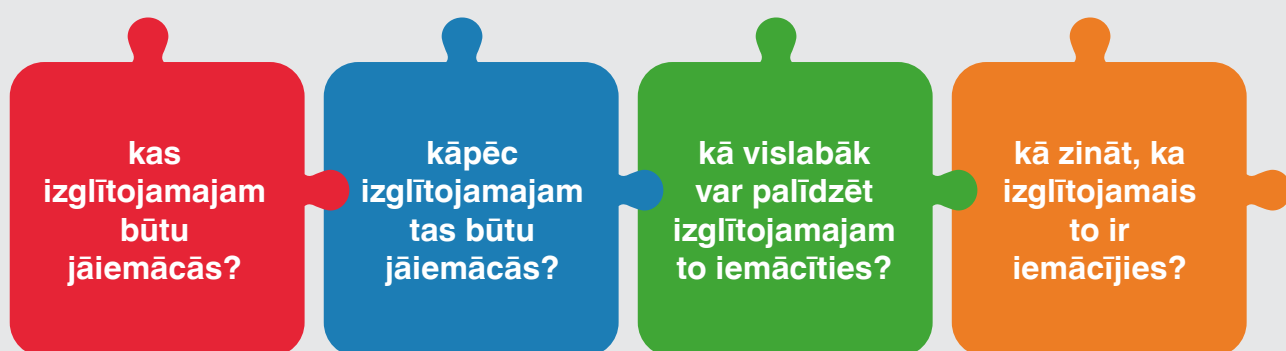 kas
izglītojamajam
būtu
jāiemācās?
kāpēc
izglītojamajam
tas būtu
jāiemācās?
kā vislabāk
var palīdzēt
izglītojamajam
to iemācīties?
kā zināt, ka
izglītojamais
to ir
iemācījies?